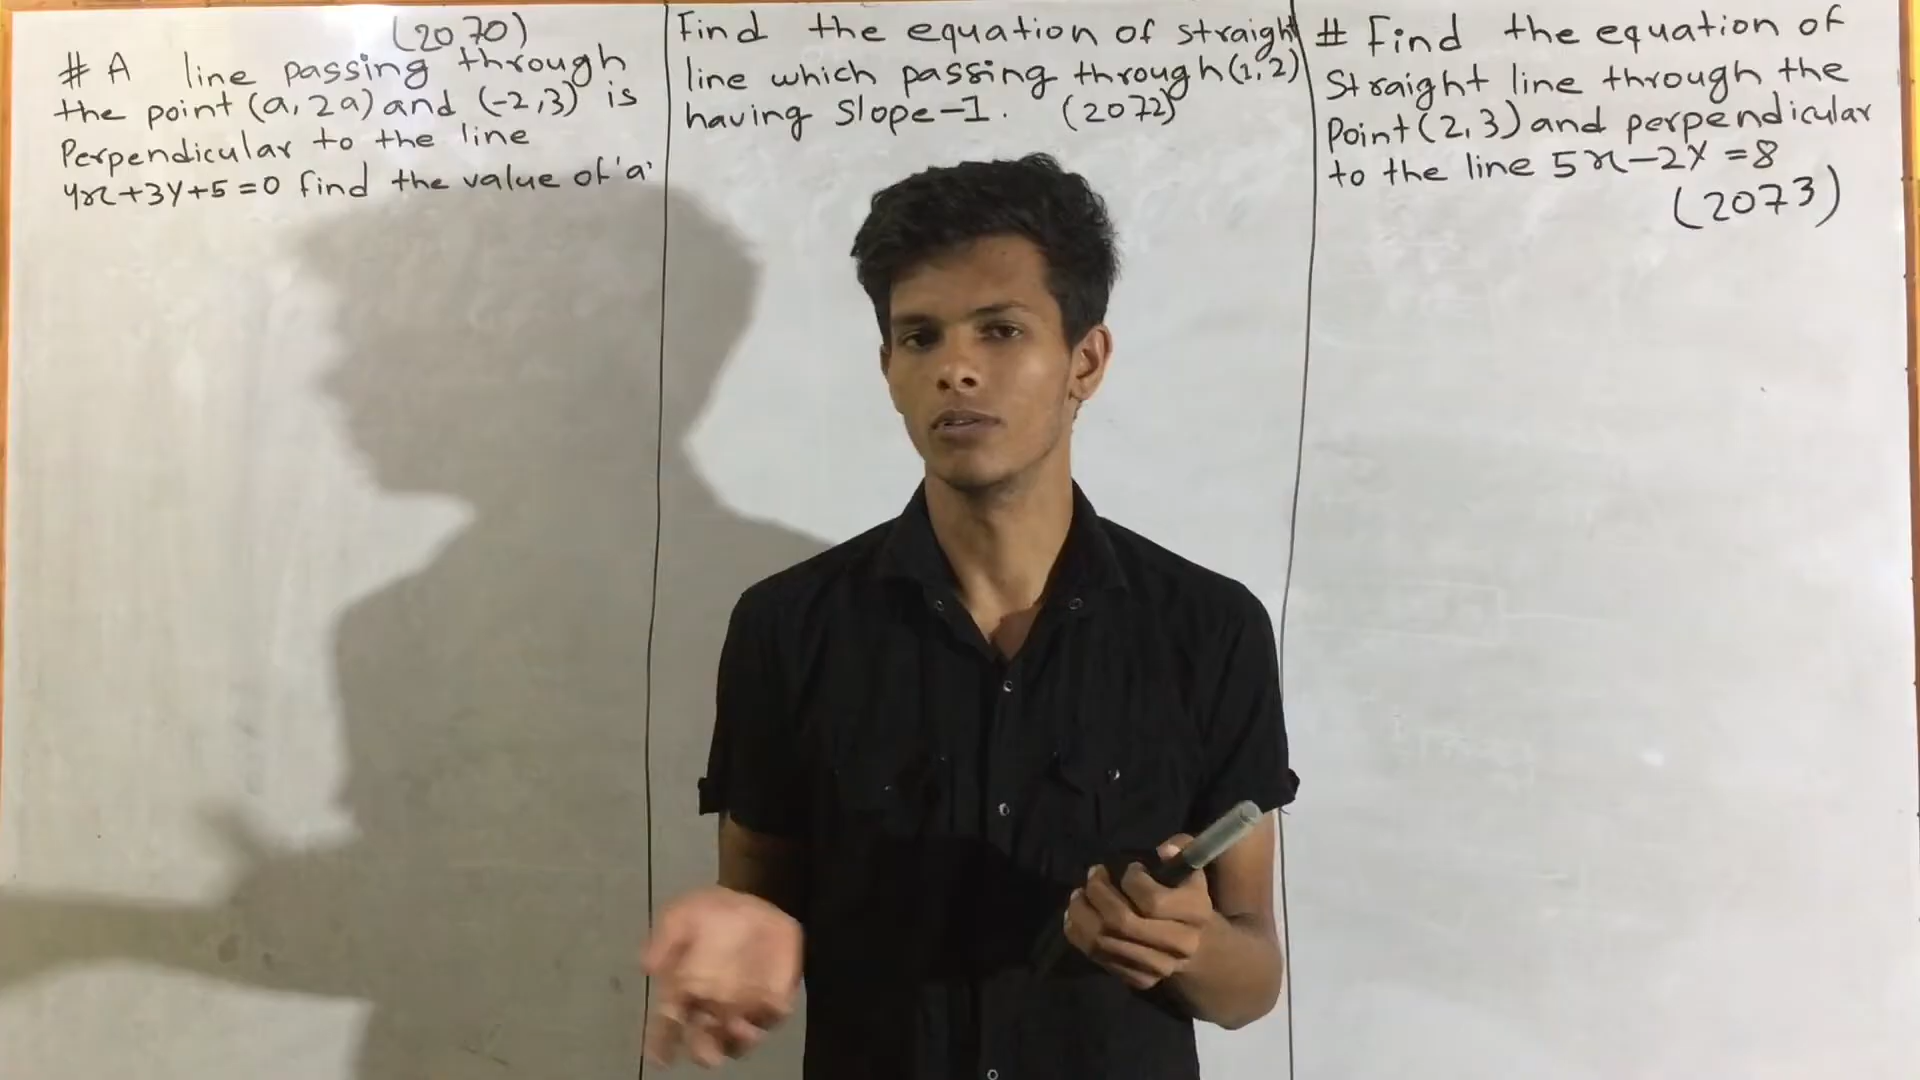 (2070)
# A line passing through
the point (a, 2a) and (-2, 3) is
Perpendicular to the line
4x+3y+5=0 find the value of 'a'
Find the equation of straight
line which passing through (1, 2)
having Slope-1. (2072)
# Find the equation of
Straight line through the
Point (2, 3) and perpendicular
to the line 5x-2y=8
(2073)